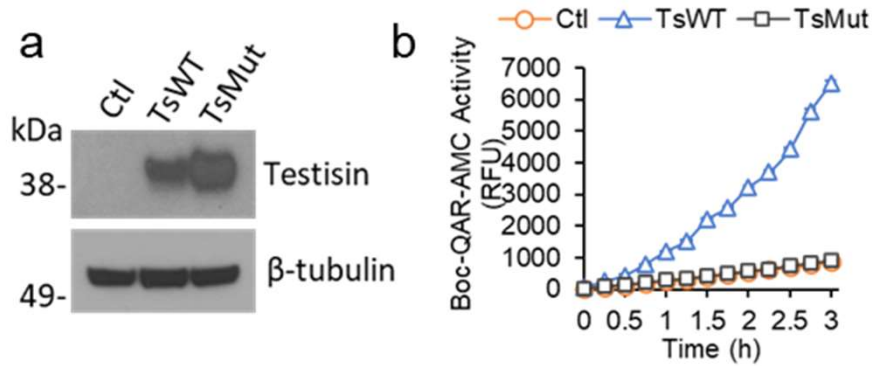 a
Ctl TsWT TsMut
kDa
38-
Testisin
49-
β-tubulin
b
Ctl TsWT TsMut
Boc-QAR-AMC Activity
(RFU)
7000
6000
5000
4000
3000
2000
1000
0
0 0.5 1 1.5 2 2.5 3
Time (h)